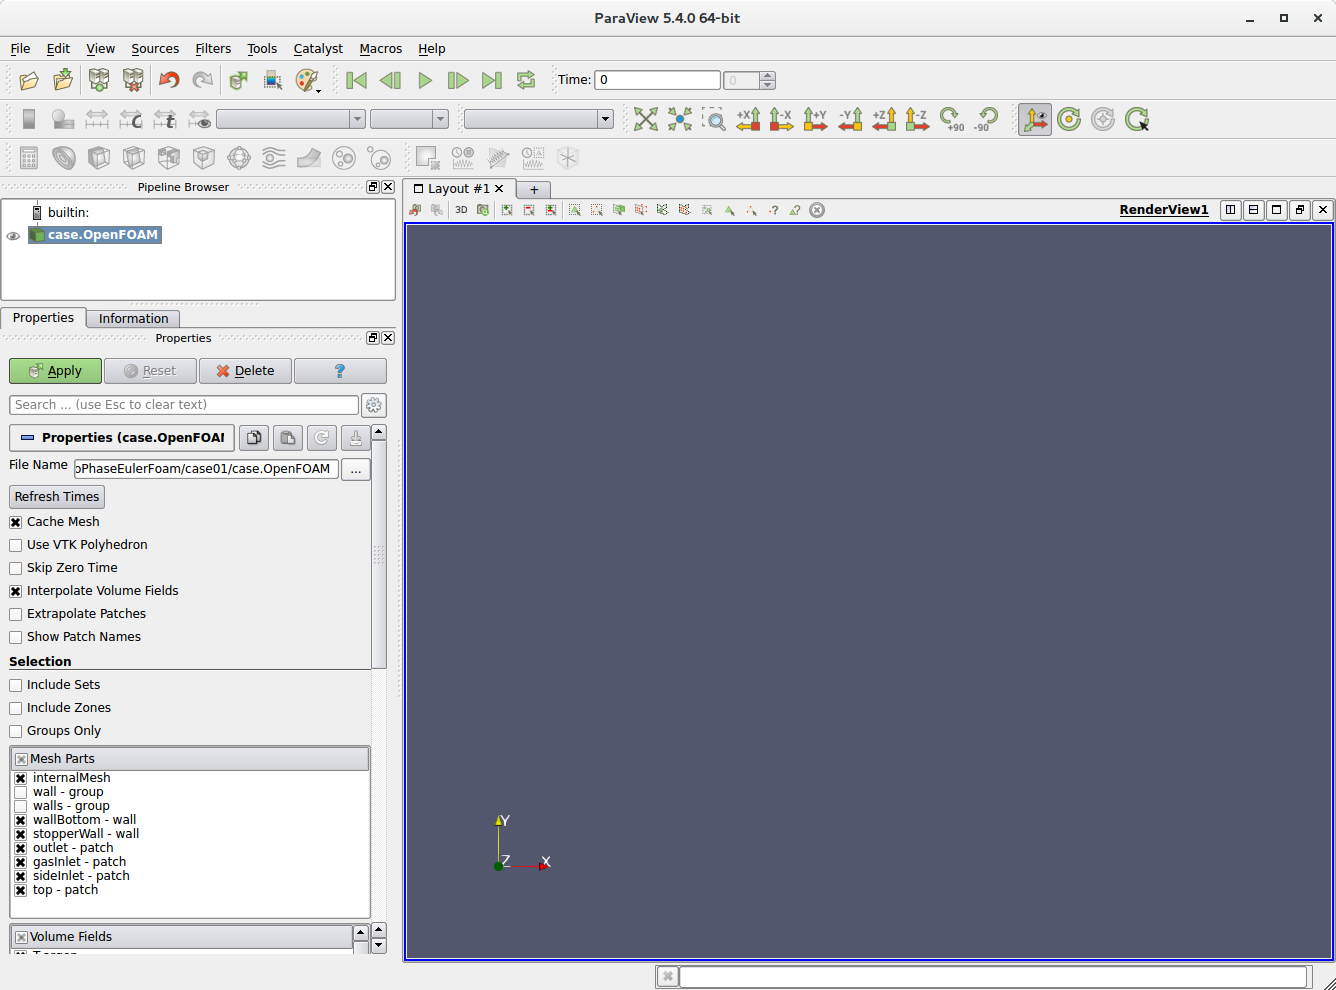 ParaView 5.4.0 64-bit
File Edit View Sources Filters Tools Catalyst Macros Help
Time: 0 0
+X -X +Y -Y +Z -Z +90 -90
Pipeline Browser
builtin:
case.OpenFOAM
Properties Information
Properties
Apply Reset Delete ?
Search ... (use Esc to clear text)
Properties (case.OpenFOA
File Name PhaseEulerFoam/case01/case.OpenFOAM ...
Refresh Times
Cache Mesh
Use VTK Polyhedron
Skip Zero Time
Interpolate Volume Fields
Extrapolate Patches
Show Patch Names
Selection
Include Sets
Include Zones
Groups Only
Mesh Parts
internalMesh
wall - group
walls - group
wallBottom - wall
stopperWall - wall
outlet - patch
gasInlet - patch
sideInlet - patch
top - patch
Volume Fields
Layout #1 +
3D ? ? RenderView1
Y
Z X